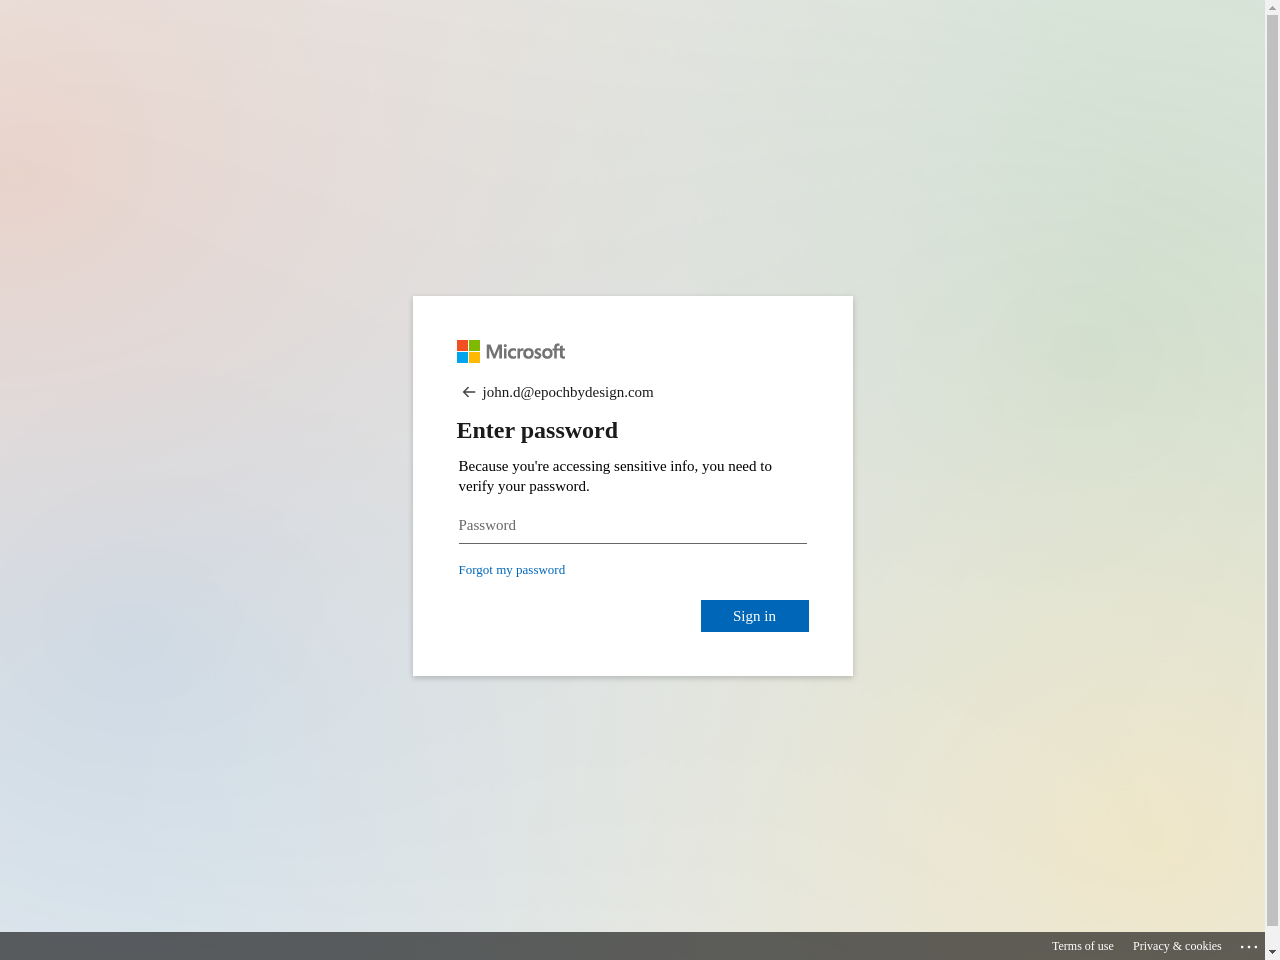 Microsoft
john.d@epochbydesign.com
Enter password
Because you're accessing sensitive info, you need to
verify your password.
Password
Forgot my password
Sign in
Terms of use Privacy & cookies ...